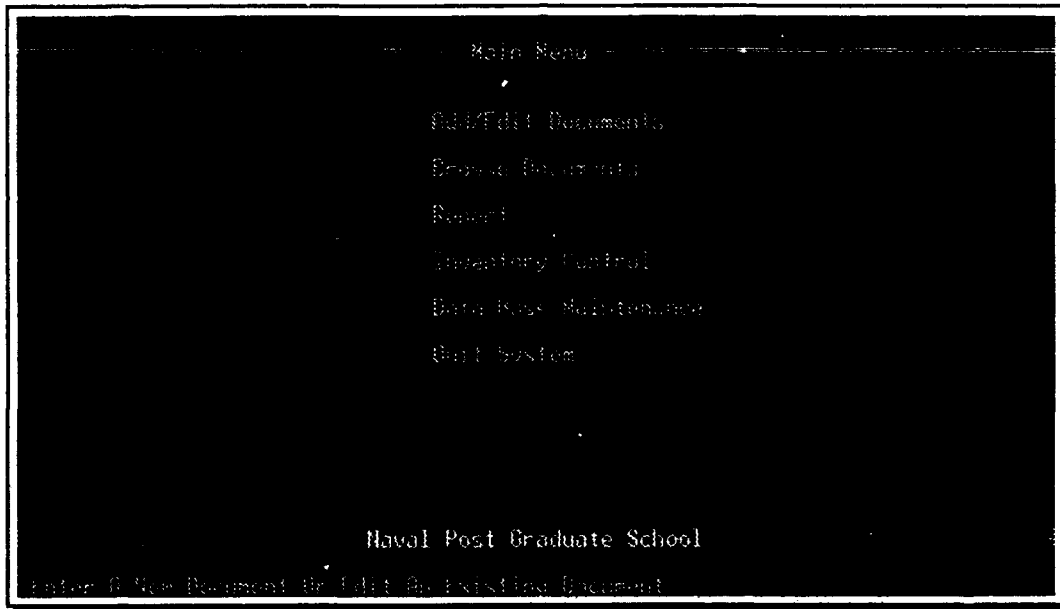 Main Menu
Add/Edit Documents
Browse Documents
Report
Inventory Control
Data Base Maintenance
Quit System
Naval Post Graduate School
Enter A New Document Or Edit An Existing Document